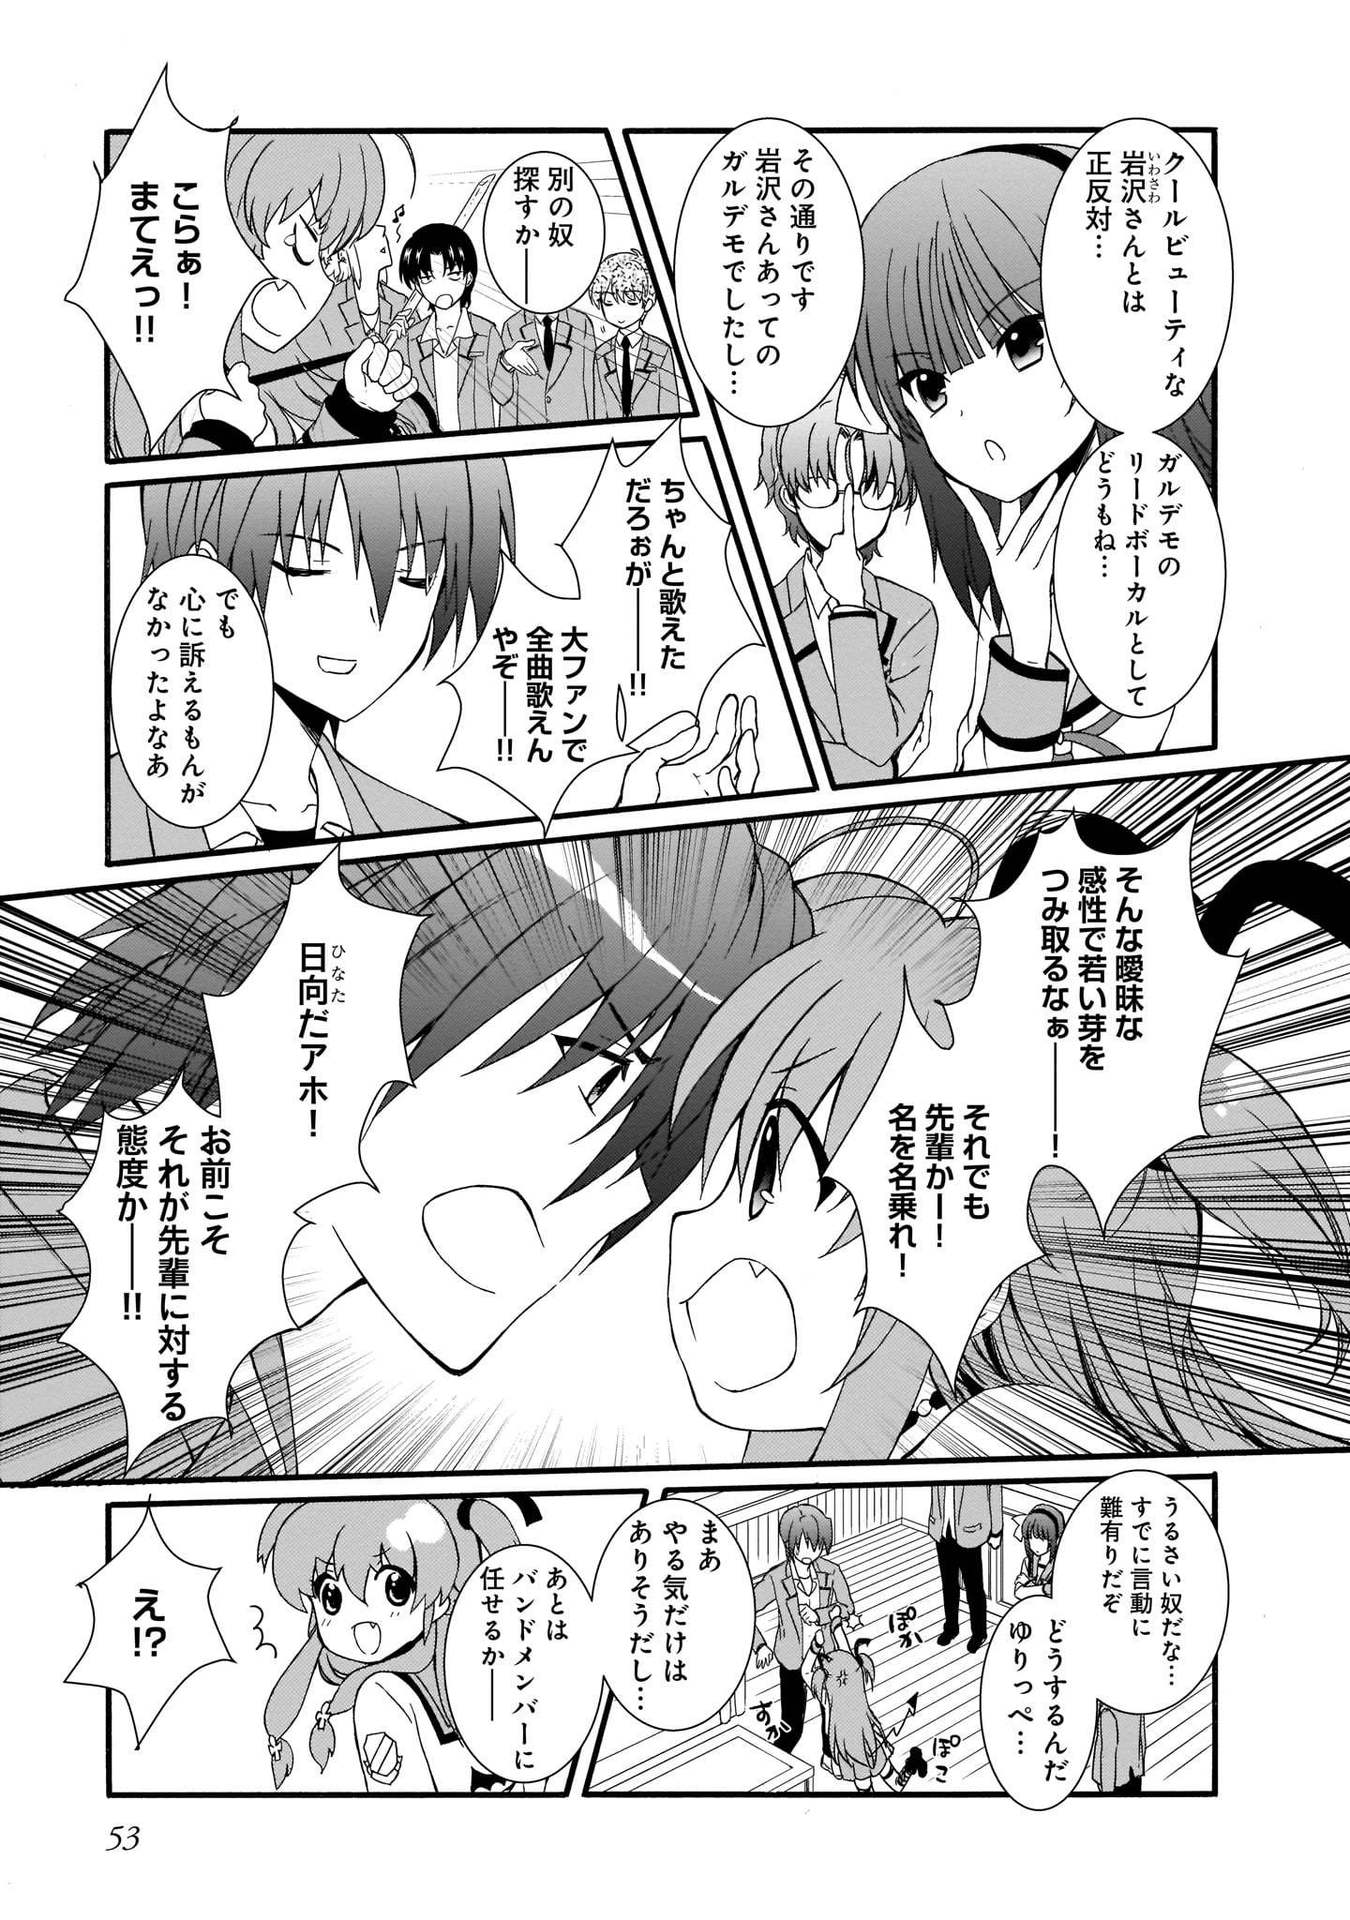 クールビューティな
岩沢さんとは
いわさわ
正反対…
ガルデモの
リードボーカルとして
どうもね…
その通りです
岩沢さんあっての
ガルデモでしたし…
別の奴
探すか――
こらぁ！
まてえっ!!
ちゃんと歌えた
だろぉが――!!
大ファンで
全曲歌えん
やぞ――!!
でも
心に訴えるもんが
なかったよなあ
そんな曖昧な
感性で若い芽を
つみ取るなぁ――！
それでも
先輩かー！
名を名乗れ！
日向だアホ！
ひなた
お前こそ
それが先輩に対する
態度か――!!
うるさい奴だな…
すでに言動に
難有りだぞ
どうするんだ
ゆりっぺ…
ぽか
ぽこ
すか
まあ
やる気だけは
ありそうだし…
あとは
バンドメンバーに
任せるか――
え!?
53